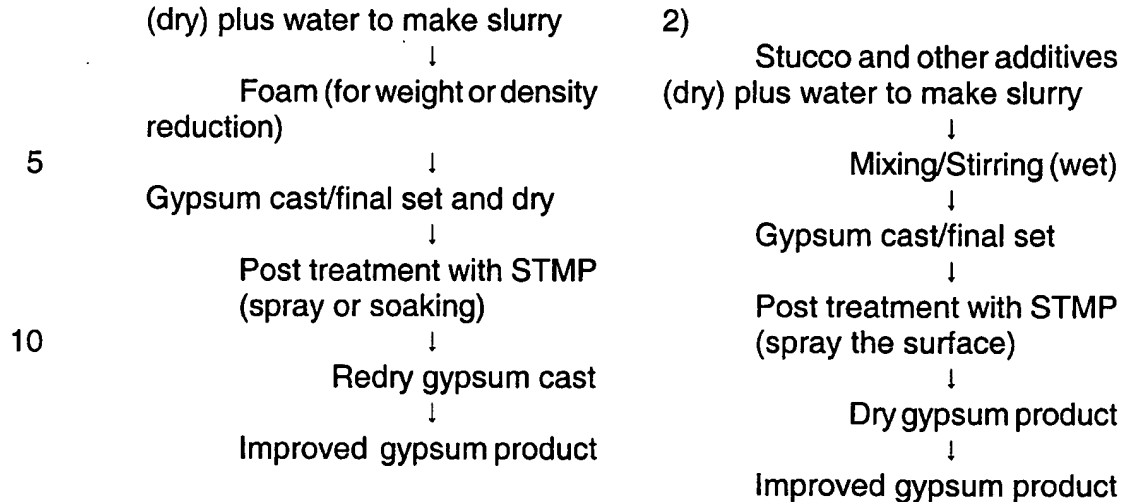 (dry) plus water to make slurry
↓
Foam (for weight or density
reduction)
5
↓
Gypsum cast/final set and dry
↓
Post treatment with STMP
(spray or soaking)
10
↓
Redry gypsum cast
↓
Improved gypsum product
2)
Stucco and other additives
(dry) plus water to make slurry
↓
Mixing/Stirring (wet)
↓
Gypsum cast/final set
↓
Post treatment with STMP
(spray the surface)
↓
Dry gypsum product
↓
Improved gypsum product